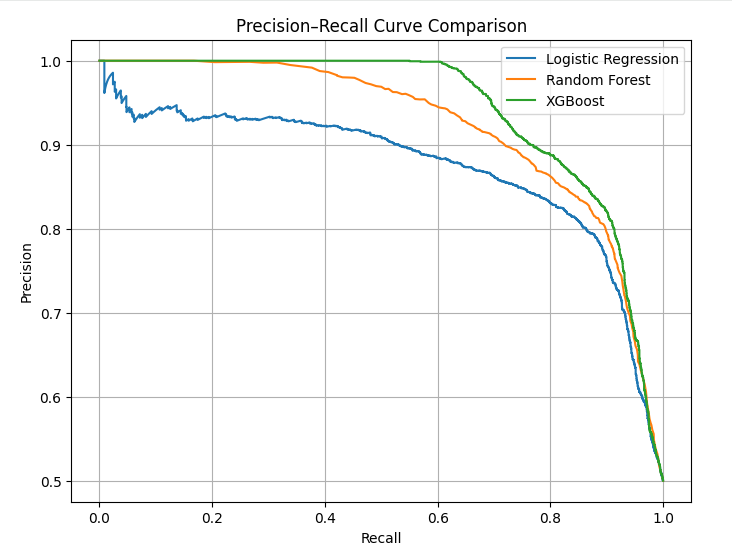 Precision–Recall Curve Comparison
Logistic Regression
Random Forest
XGBoost
1.0
0.9
0.8
0.7
0.6
0.5
Precision
0.0 0.2 0.4 0.6 0.8 1.0
Recall